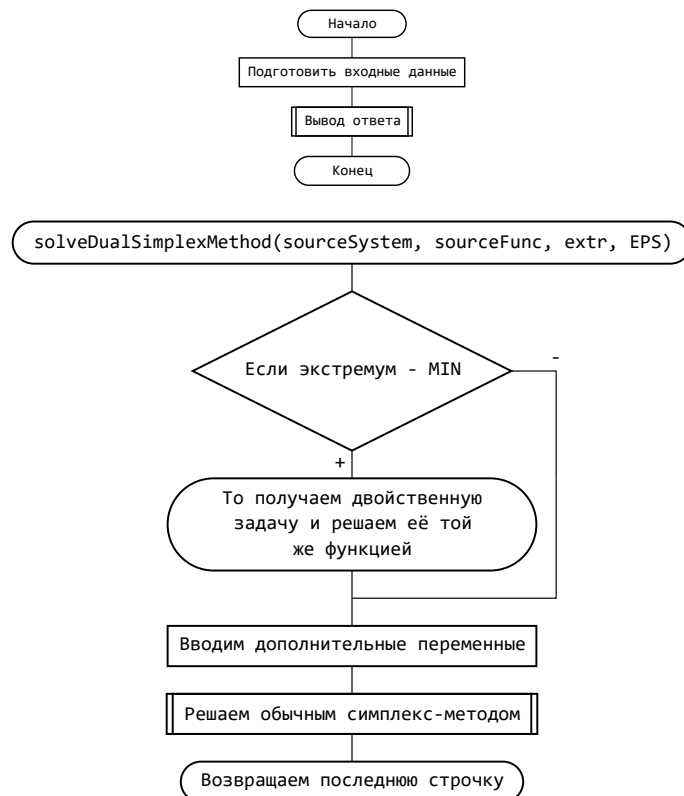 Начало
Подготовить входные данные
Вывод ответа
Конец
solveDualSimplexMethod(sourceSystem, sourceFunc, extr, EPS)
Если экстремум - MIN
-
+
То получаем двойственную
задачу и решаем её той
же функцией
Вводим дополнительные переменные
Решаем обычным симплекс-методом
Возвращаем последнюю строчку